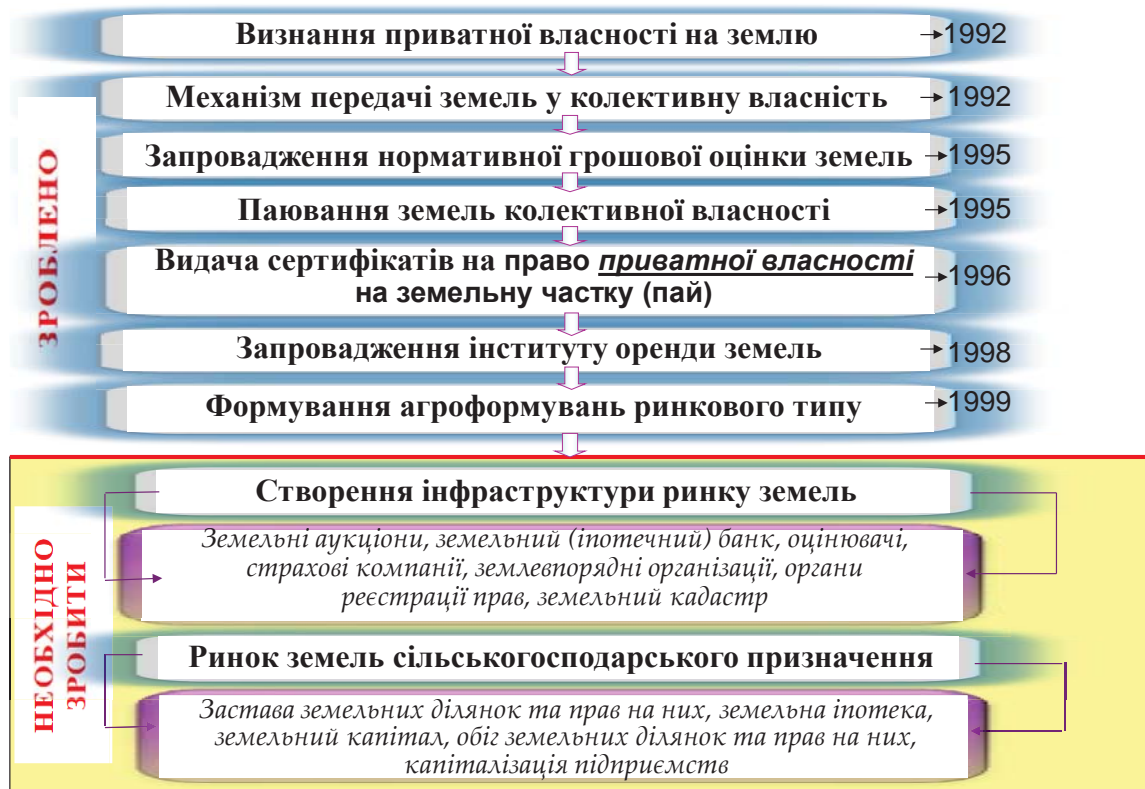 ЗРОБЛЕНО
Визнання приватної власності на землю
1992
Механізм передачі земель у колективну власність
1992
Запровадження нормативної грошової оцінки земель
1995
Паювання земель колективної власності
1995
Видача сертифікатів на право приватної власності
на земельну частку (пай)
1996
Запровадження інституту оренди земель
1998
Формування агроформувань ринкового типу
1999
НЕОБХІДНО
ЗРОБИТИ
Створення інфраструктури ринку земель
Земельні аукціони, земельний (іпотечний) банк, оцінювачі,
страхові компанії, землевпорядні організації, органи
реєстрації прав, земельний кадастр
Ринок земель сільськогосподарського призначення
Застава земельних ділянок та прав на них, земельна іпотека,
земельний капітал, обіг земельних ділянок та прав на них,
капіталізація підприємств